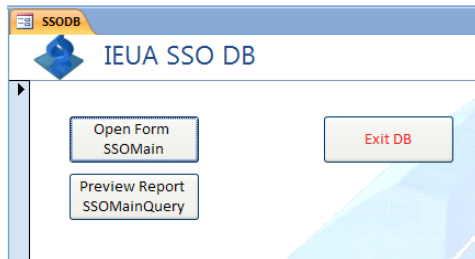 SSODB
IEUA SSO DB
Open Form
SSOMain
Exit DB
Preview Report
SSOMainQuery